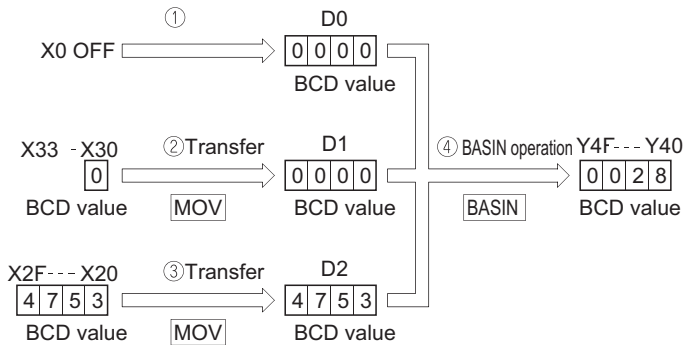 ① D0
X0 OFF 0 0 0 0
BCD value
X33 - X30 ②Transfer D1 ④ BASIN operation Y4F--- Y40
0 0 0 0 0 0 0 2 8
BCD value MOV BCD value BASIN BCD value
X2F--- X20 ③Transfer D2
4 7 5 3 4 7 5 3
BCD value MOV BCD value